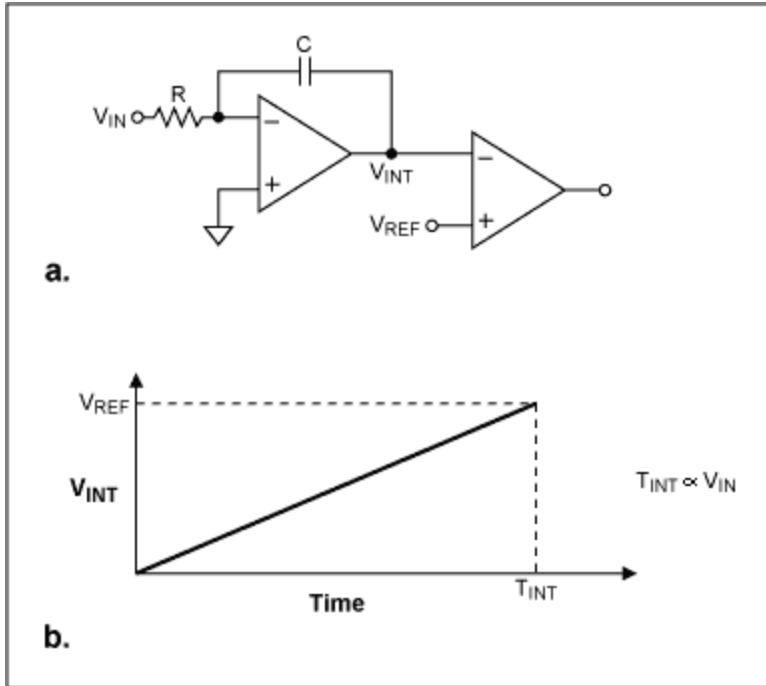 C
R
VIN
−
+
VINT
−
VREF
+
a.
VREF
VINT
TINT ∝ VIN
TINT
Time
b.